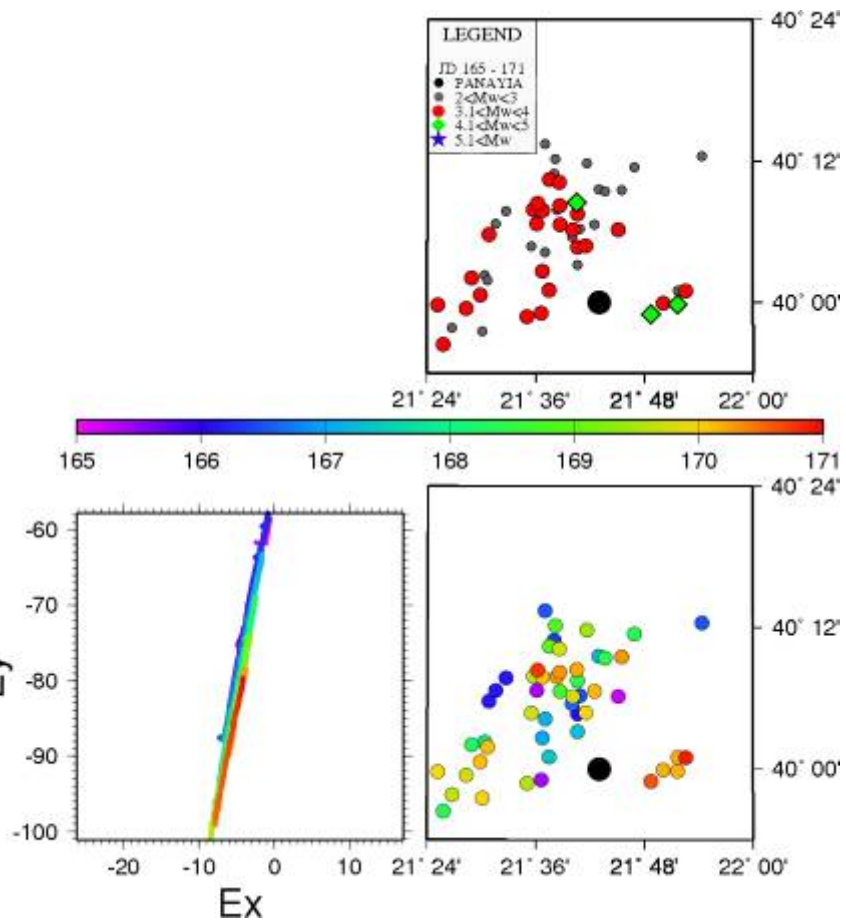 40° 24'
LEGEND
JD 165 - 171
PANAYIA
2<Mw<3
3.1<Mw<4
4.1<Mw<5
5.1<Mw
40° 12'
40° 00'
21° 24' 21° 36' 21° 48' 22° 00'
165 166 167 168 169 170 171
40° 24'
-60
-70
40° 12'
-80
-90
40° 00'
-100
-20 -10 0 10 21° 24' 21° 36' 21° 48' 22° 00'
Ex